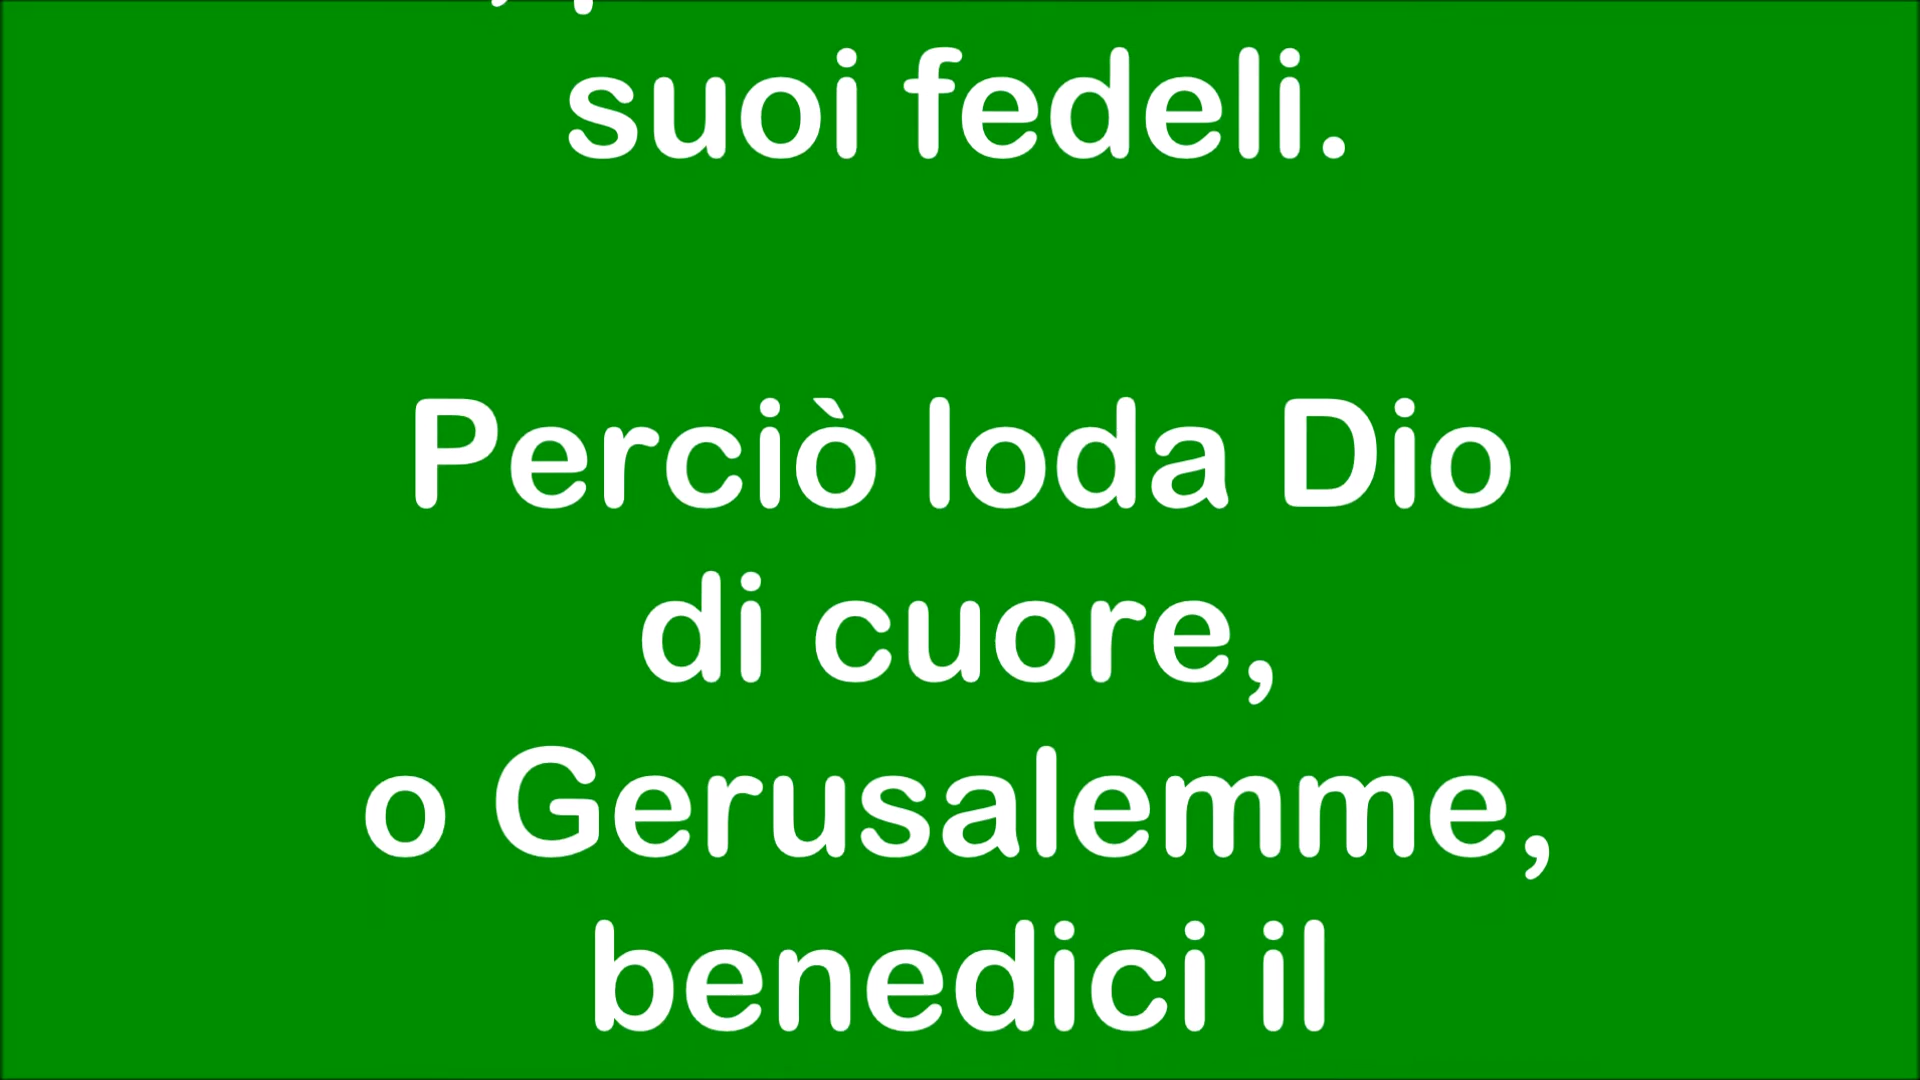 suoi fedeli.
Perciò loda Dio
di cuore,
o Gerusalemme,
benedici il